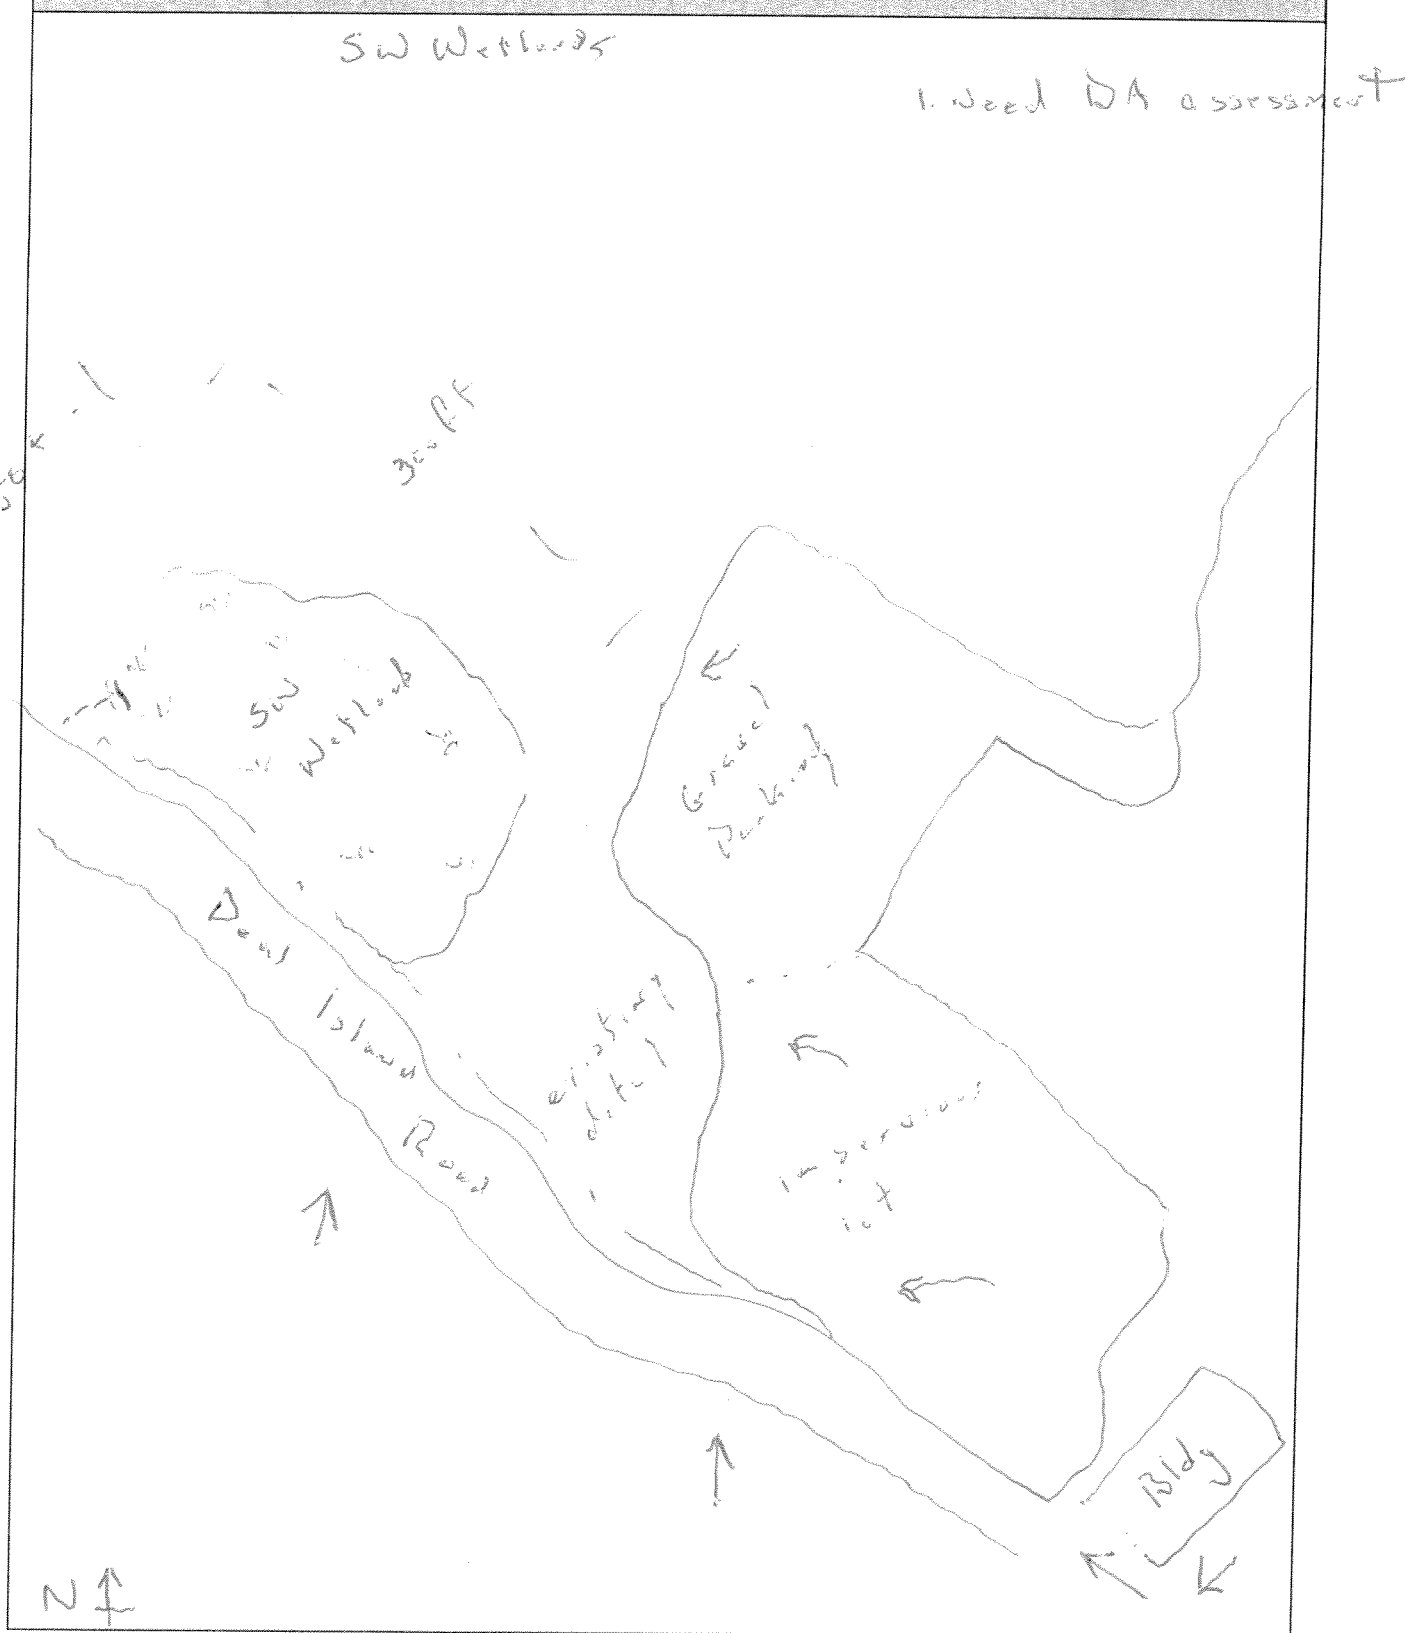 SW Wetlands
1. Need DA assessment
300 ft
SW
Wetland
Gravel
Parking
Deal
Island
Road
existing
ditch
impervious
lot
Bldg
N